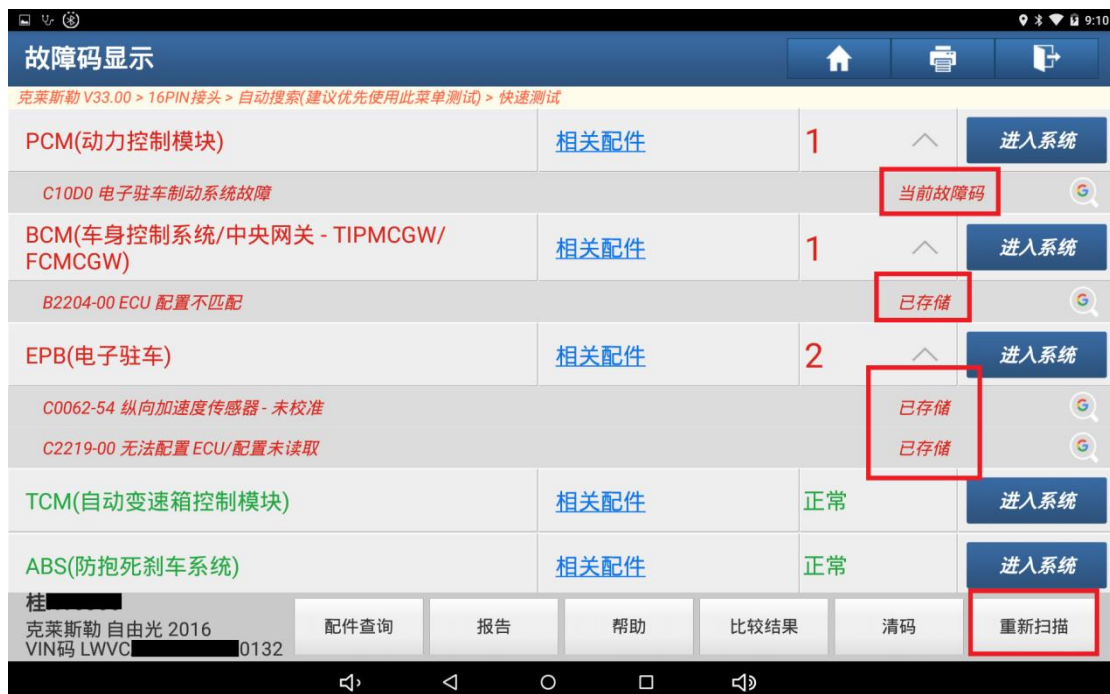 9:10
故障码显示
克莱斯勒 V33.00 > 16PIN接头 > 自动搜索(建议优先使用此菜单测试) > 快速测试
PCM(动力控制模块) 相关配件 1 进入系统
C10D0 电子驻车制动系统故障 当前故障码
BCM(车身控制系统/中央网关 - TIPMCGW/
FCMCGW) 相关配件 1 进入系统
B2204-00 ECU 配置不匹配 已存储
EPB(电子驻车) 相关配件 2 进入系统
C0062-54 纵向加速度传感器 - 未校准 已存储
C2219-00 无法配置 ECU/配置未读取 已存储
TCM(自动变速箱控制模块) 相关配件 正常 进入系统
ABS(防抱死刹车系统) 相关配件 正常 进入系统
桂
克莱斯勒 自由光 2016
VIN码 LWVC 0132
配件查询 报告 帮助 比较结果 清码 重新扫描